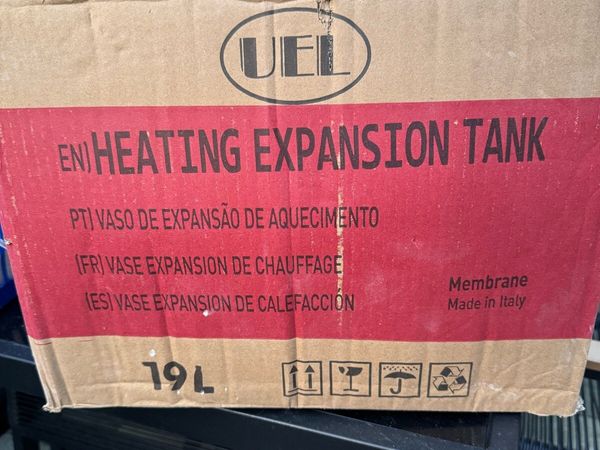 UEL
EN) HEATING EXPANSION TANK
PT) VASO DE EXPANSÃO DE AQUECIMENTO
(FR) VASE EXPANSION DE CHAUFFAGE
(ES) VASE EXPANSION DE CALEFACCIÓN
Membrane
Made in Italy
19L